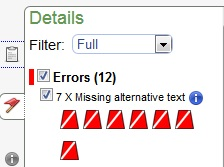 Details
Filter: Full
Errors (12)
7 X Missing alternative text